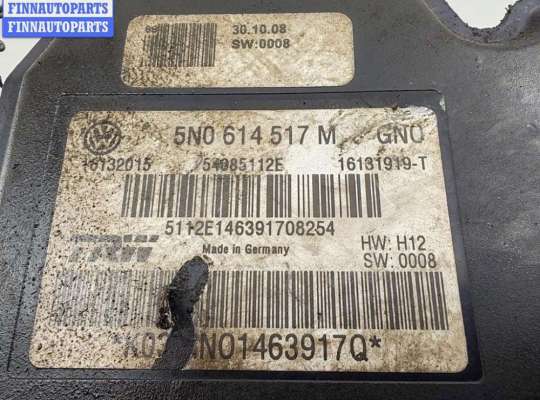 FINNAUTOPARTS
FINNAUTOPARTS
30.10.08
SW:0008
5N0 614 517 M GNO
16132015 54085112E 16131919-T
5112E146391708254
TRW Made in Germany HW: H12
SW: 0008
NO1463917Q*